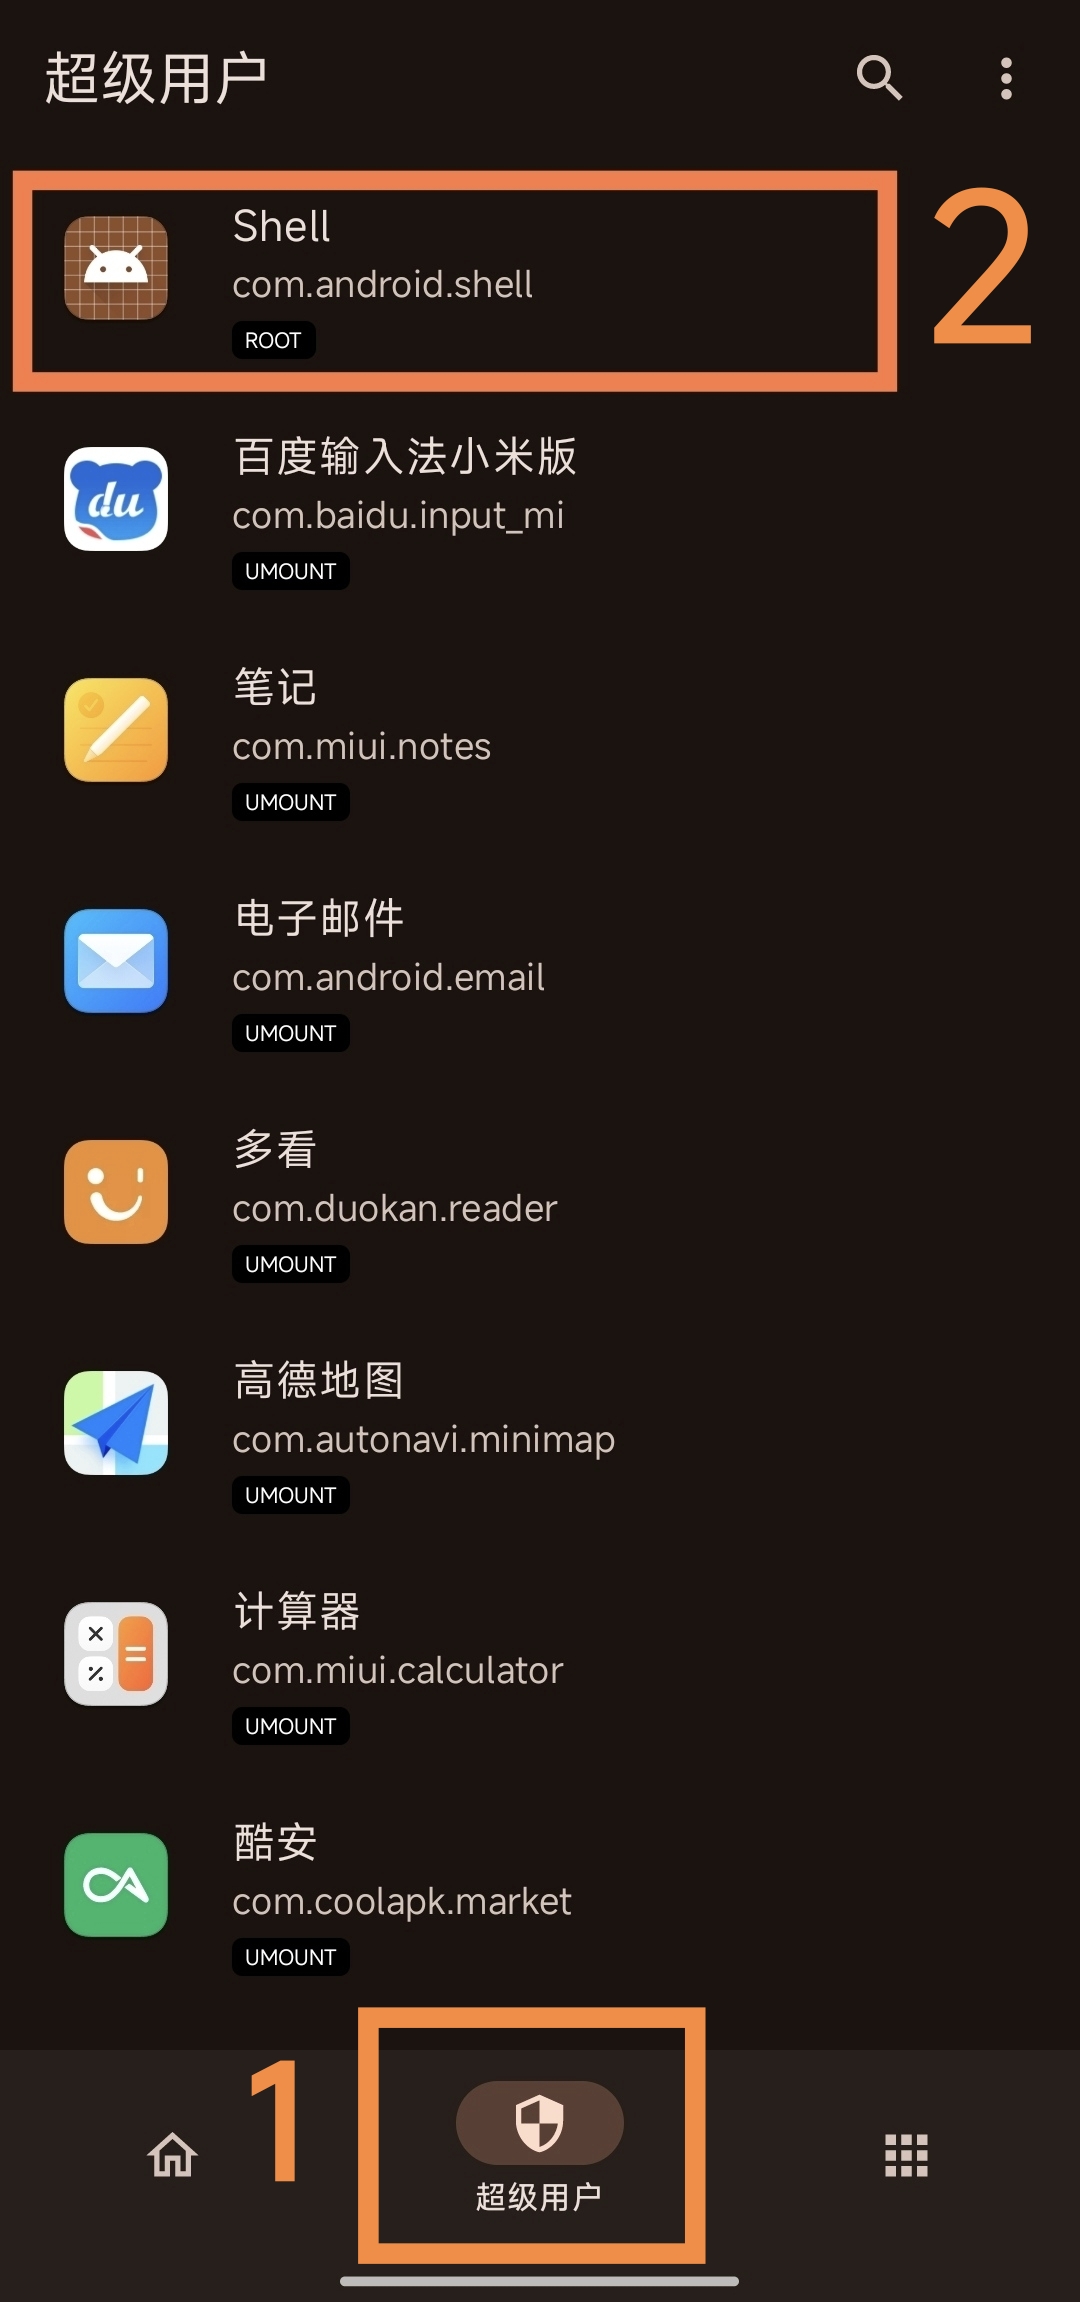 超级用户
2
Shell
com.android.shell
ROOT
百度输入法小米版
com.baidu.input_mi
UMOUNT
笔记
com.miui.notes
UMOUNT
电子邮件
com.android.email
UMOUNT
多看
com.duokan.reader
UMOUNT
高德地图
com.autonavi.minimap
UMOUNT
计算器
com.miui.calculator
UMOUNT
酷安
com.coolapk.market
UMOUNT
1
超级用户